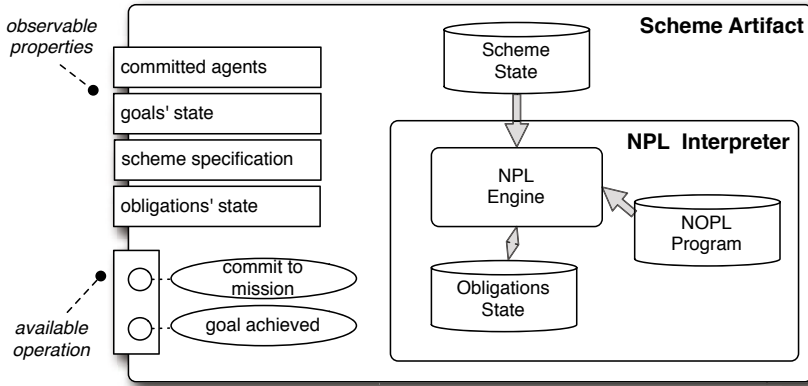 observable
properties
committed agents
goals' state
scheme specification
obligations' state
available
operation
commit to
mission
goal achieved
Scheme Artifact
Scheme
State
NPL Interpreter
NPL
Engine
NOPL
Program
Obligations
State